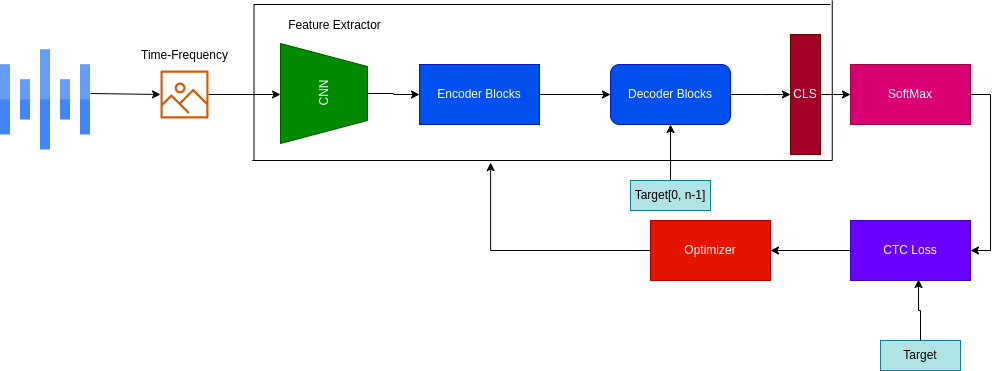 Feature Extractor
Time-Frequency
CNN
Encoder Blocks
Decoder Blocks
CLS
SoftMax
Target[0, n-1]
Optimizer
CTC Loss
Target